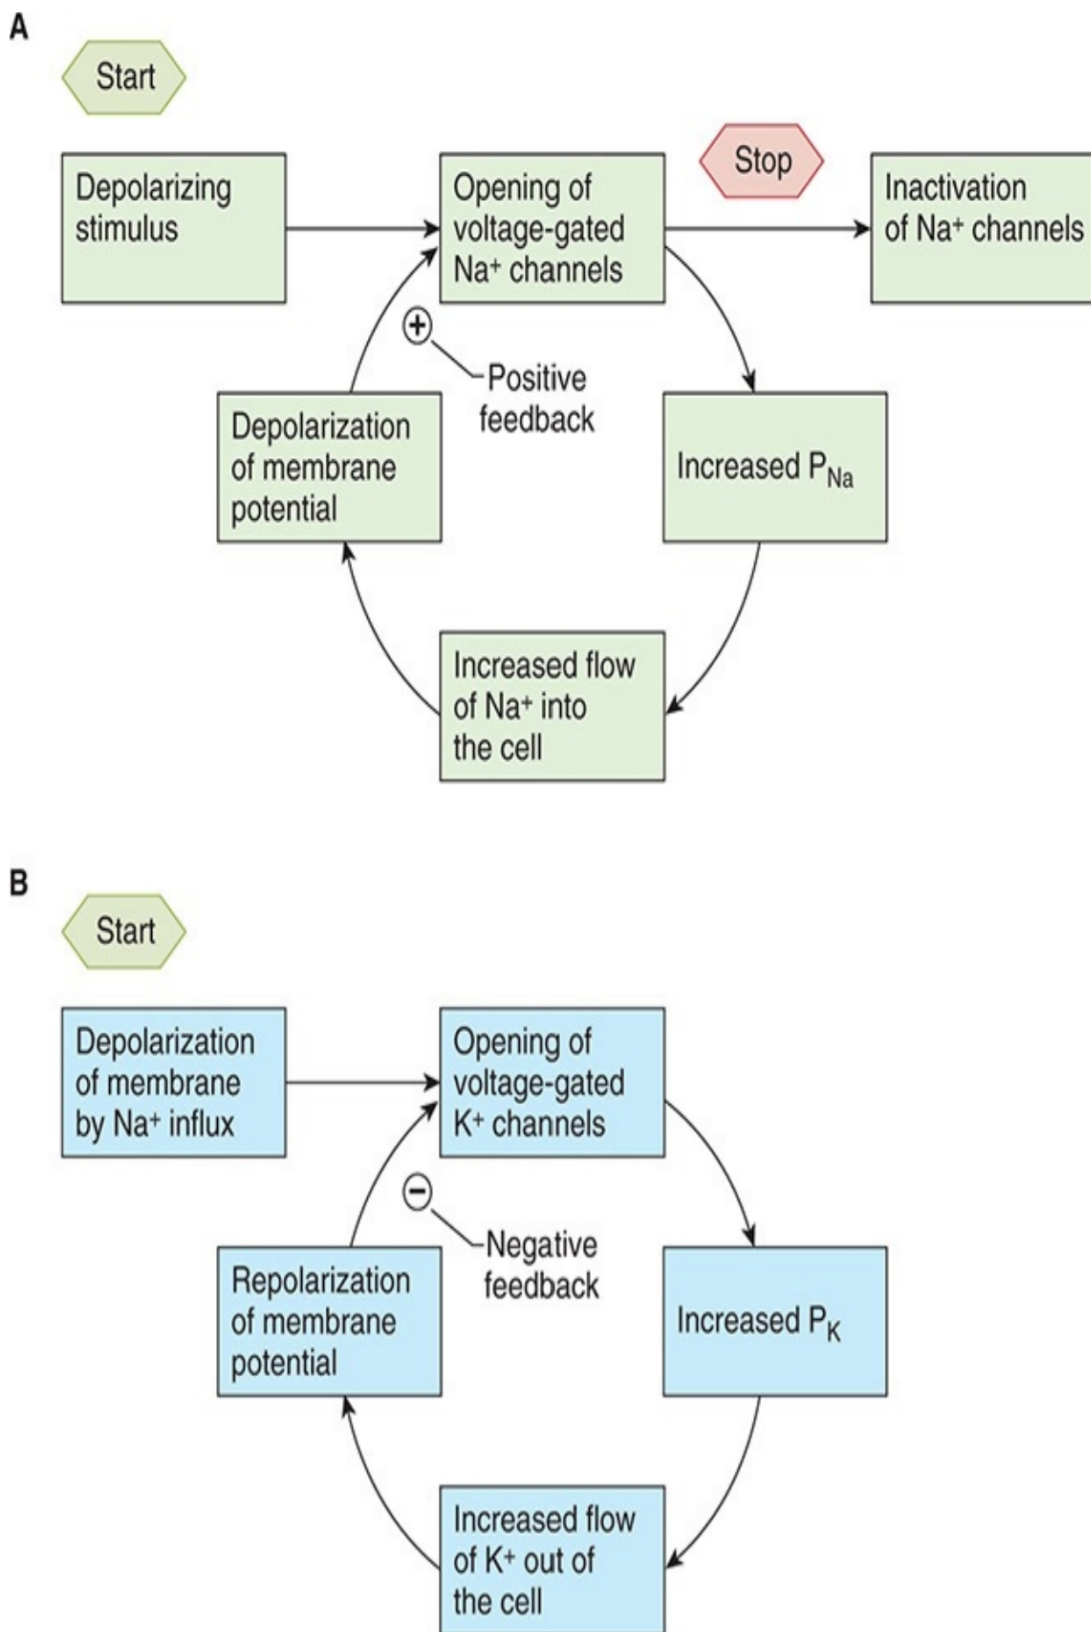 A
Start
Stop
Depolarizing
stimulus
Opening of
voltage-gated
Na⁺ channels
Inactivation
of Na⁺ channels
+
Positive
feedback
Depolarization
of membrane
potential
Increased P_Na
Increased flow
of Na⁺ into
the cell
B
Start
Depolarization
of membrane
by Na⁺ influx
Opening of
voltage-gated
K⁺ channels
−
Negative
feedback
Repolarization
of membrane
potential
Increased P_K
Increased flow
of K⁺ out of
the cell